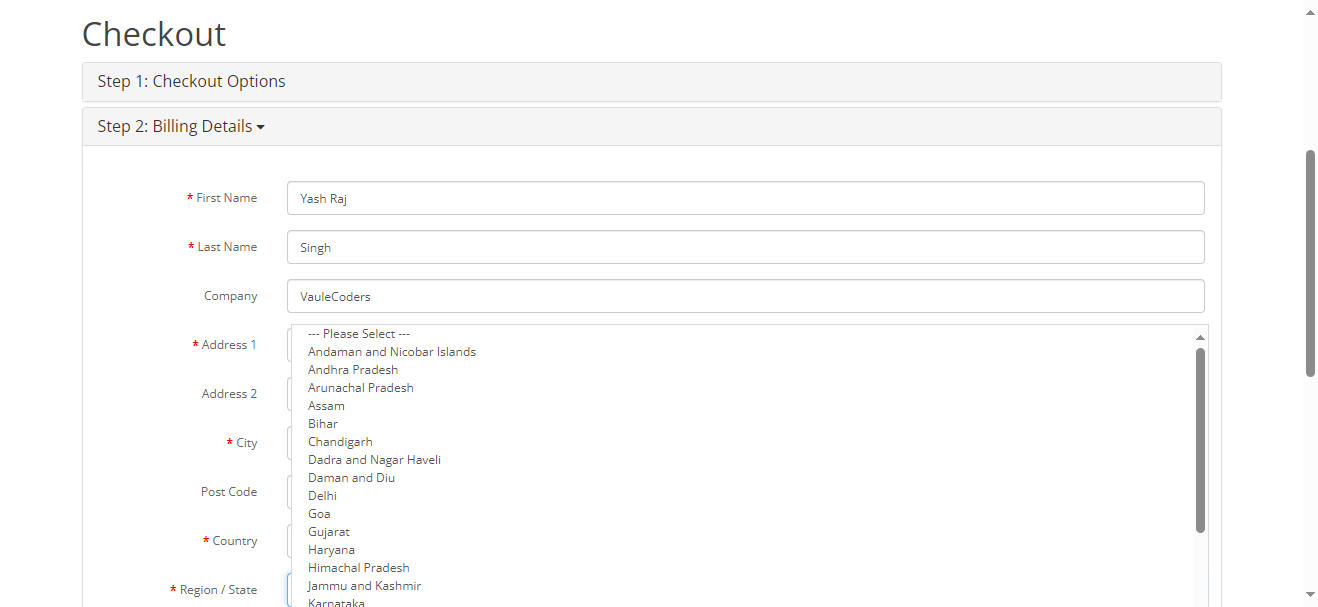 Checkout
Step 1: Checkout Options
Step 2: Billing Details
* First Name
Yash Raj
* Last Name
Singh
Company
VauleCoders
* Address 1
Address 2
* City
Post Code
* Country
* Region / State
--- Please Select ---
Andaman and Nicobar Islands
Andhra Pradesh
Arunachal Pradesh
Assam
Bihar
Chandigarh
Dadra and Nagar Haveli
Daman and Diu
Delhi
Goa
Gujarat
Haryana
Himachal Pradesh
Jammu and Kashmir
Karnataka